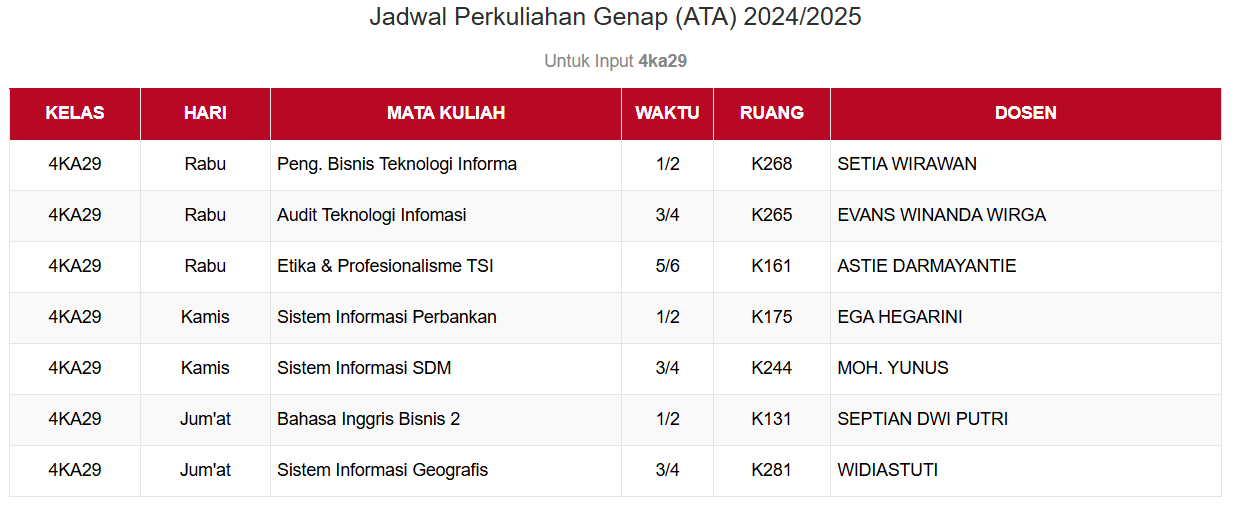 Jadwal Perkuliahan Genap (ATA) 2024/2025
Untuk Input 4ka29
KELAS HARI MATA KULIAH WAKTU RUANG DOSEN
4KA29 Rabu Peng. Bisnis Teknologi Informa 1/2 K268 SETIA WIRAWAN
4KA29 Rabu Audit Teknologi Infomasi 3/4 K265 EVANS WINANDA WIRGA
4KA29 Rabu Etika & Profesionalisme TSI 5/6 K161 ASTIE DARMAYANTIE
4KA29 Kamis Sistem Informasi Perbankan 1/2 K175 EGA HEGARINI
4KA29 Kamis Sistem Informasi SDM 3/4 K244 MOH. YUNUS
4KA29 Jum'at Bahasa Inggris Bisnis 2 1/2 K131 SEPTIAN DWI PUTRI
4KA29 Jum'at Sistem Informasi Geografis 3/4 K281 WIDIASTUTI